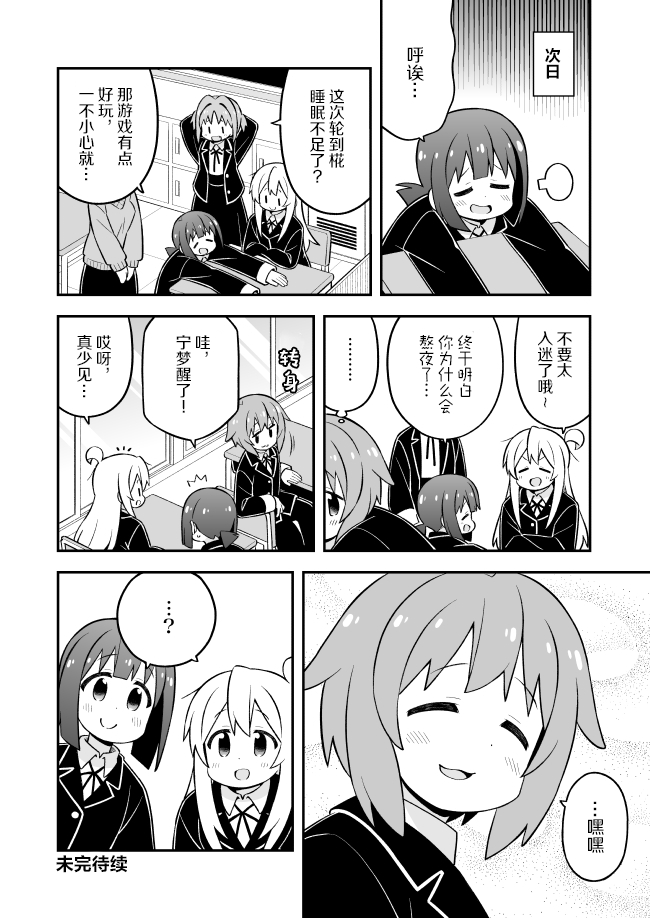 次日
呼诶…
这次轮到椛
睡眠不足了？
那游戏有点
好玩，
一不小心就…
不要太
入迷了哦~
终于明白
你为什么会
熬夜了…
………
转身
哇，
宁梦醒了！
哎呀，
真少见…
…嘿嘿
…？
未完待续